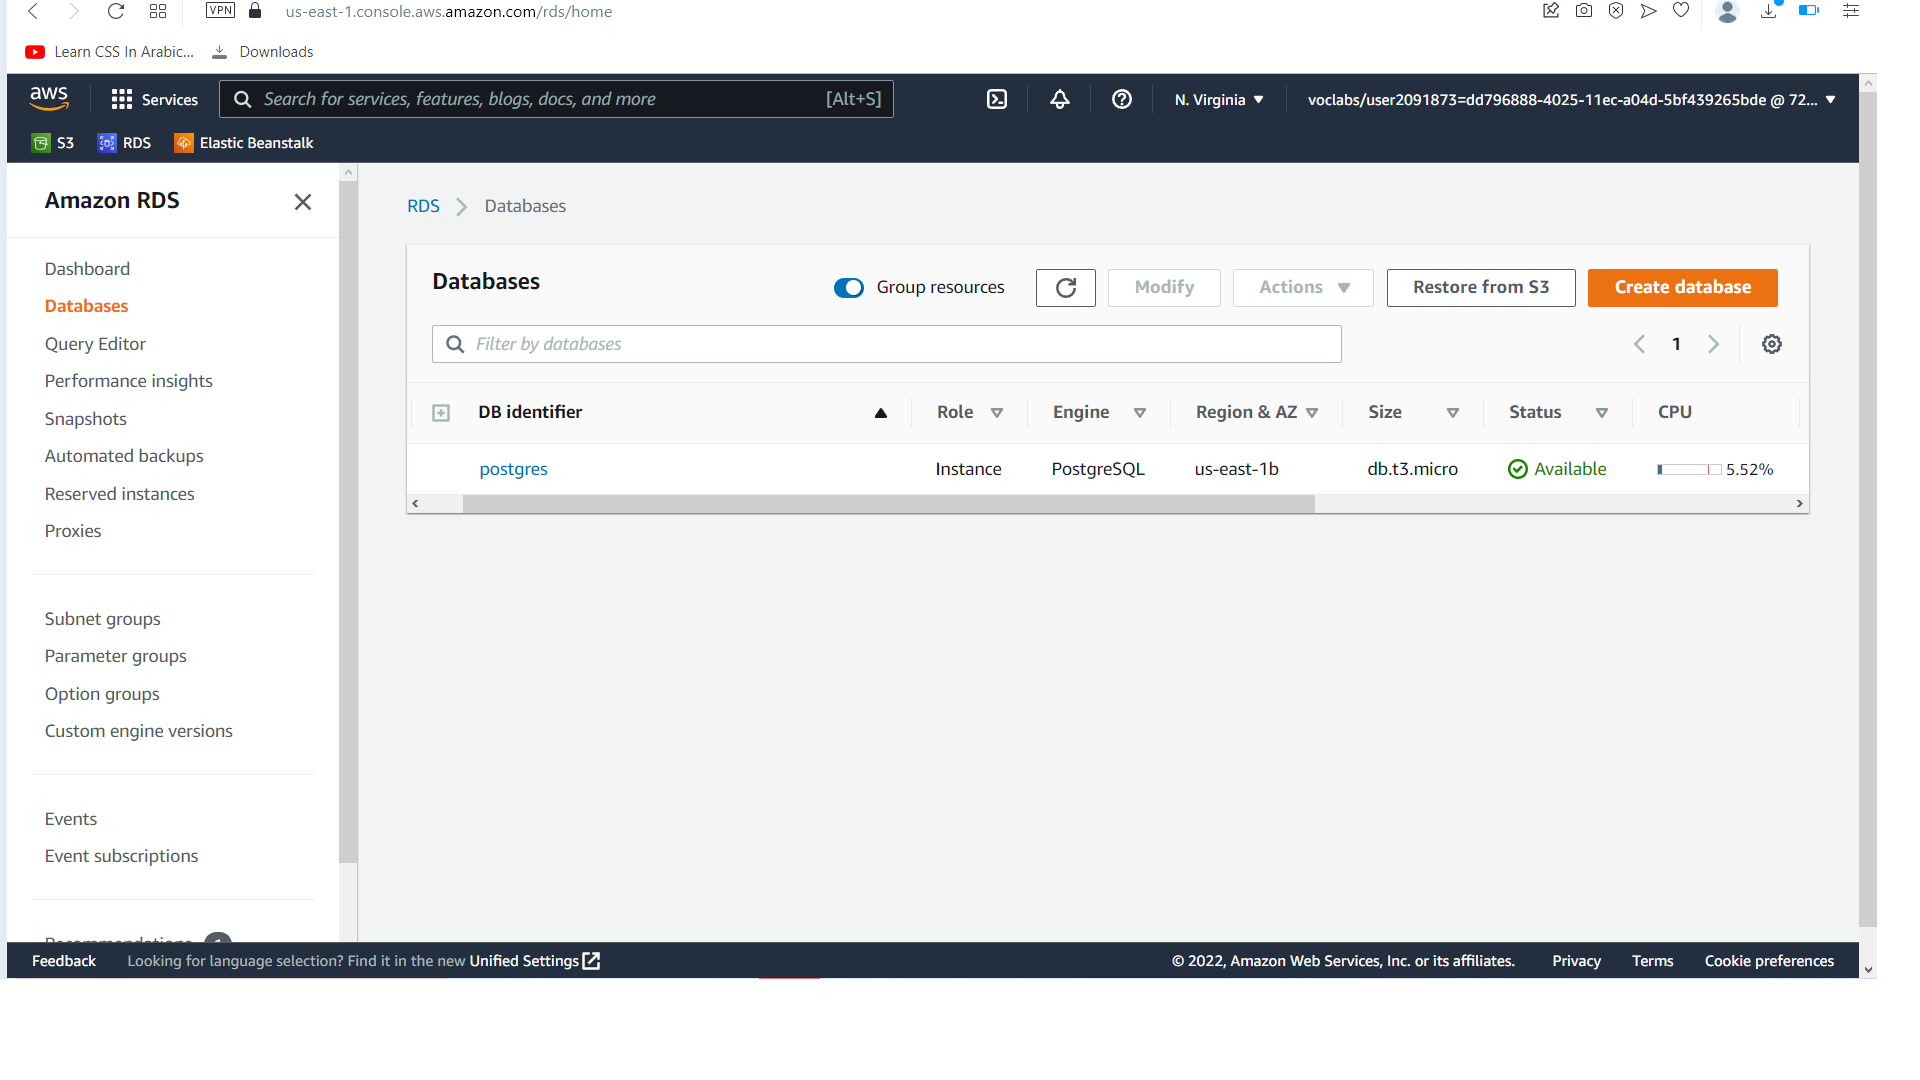 VPN us-east-1.console.aws.amazon.com/rds/home
Learn CSS In Arabic... Downloads
aws Services Search for services, features, blogs, docs, and more [Alt+S] N. Virginia voclabs/user2091873=dd796888-4025-11ec-a04d-5bf439265bde @ 72...
S3 RDS Elastic Beanstalk
Amazon RDS
Dashboard
Databases
Query Editor
Performance insights
Snapshots
Automated backups
Reserved instances
Proxies
Subnet groups
Parameter groups
Option groups
Custom engine versions
Events
Event subscriptions
Recommendations 1
RDS Databases
Databases Group resources Modify Actions Restore from S3 Create database
Filter by databases 1
DB identifier Role Engine Region & AZ Size Status CPU
postgres Instance PostgreSQL us-east-1b db.t3.micro Available 5.52%
Feedback Looking for language selection? Find it in the new Unified Settings © 2022, Amazon Web Services, Inc. or its affiliates. Privacy Terms Cookie preferences